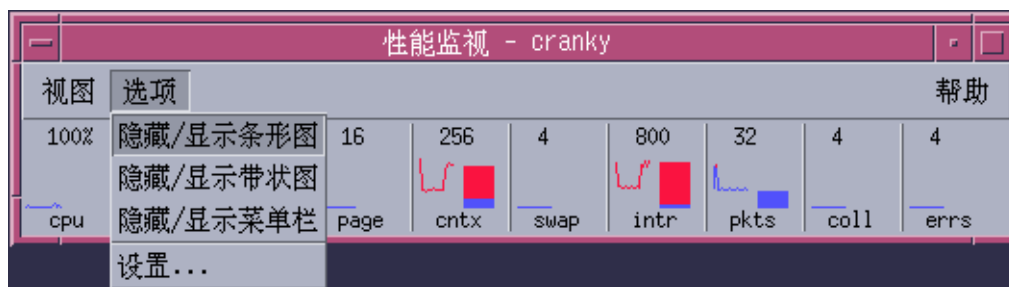 性能监视 - cranky
视图 选项 帮助
100% 隐藏/显示条形图 16 256 4 800 32 4 4
隐藏/显示带状图
cpu 隐藏/显示菜单栏 page cntx swap intr pkts coll errs
设置...